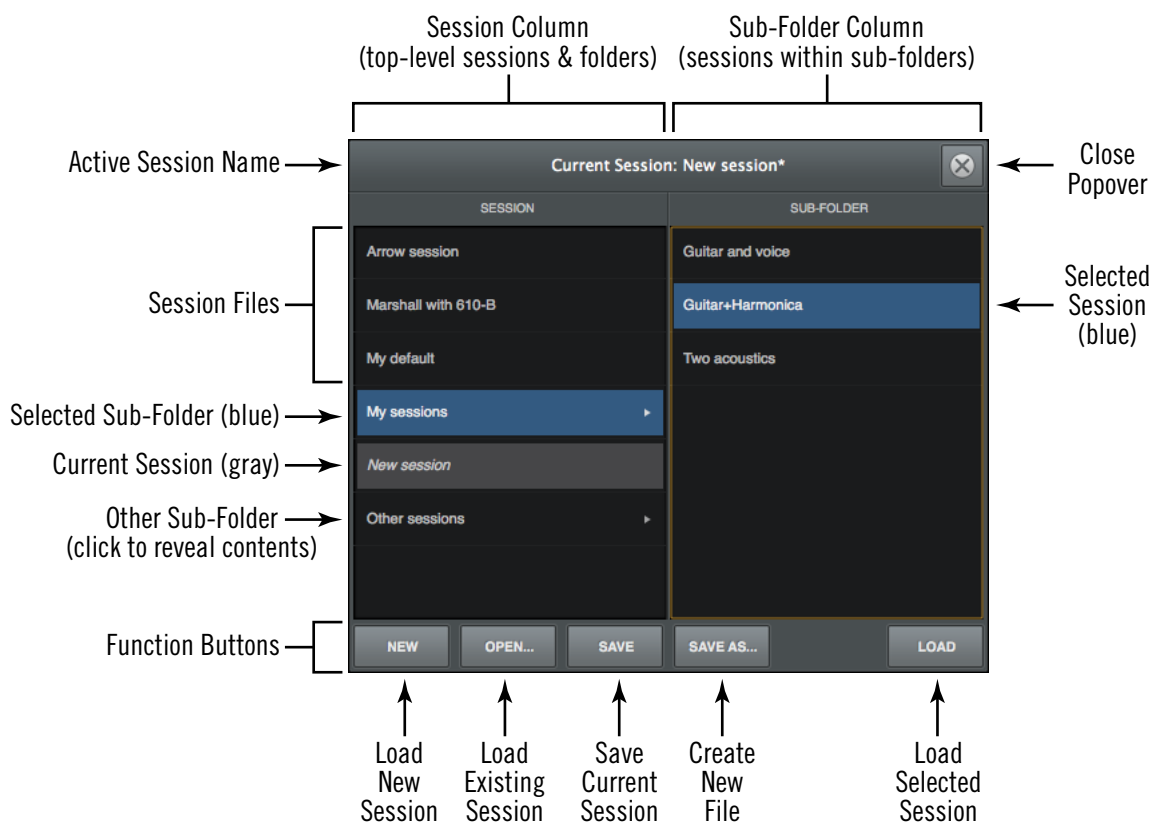 Session Column
(top-level sessions & folders)
Sub-Folder Column
(sessions within sub-folders)
Active Session Name
Current Session: New session*
Close
Popover
SESSION
SUB-FOLDER
Session Files
Arrow session
Marshall with 610-B
My default
Guitar and voice
Guitar+Harmonica
Two acoustics
Selected
Session
(blue)
Selected Sub-Folder (blue)
My sessions
Current Session (gray)
New session
Other Sub-Folder
(click to reveal contents)
Other sessions
Function Buttons
NEW
OPEN...
SAVE
SAVE AS...
LOAD
Load
New
Session
Load
Existing
Session
Save
Current
Session
Create
New
File
Load
Selected
Session